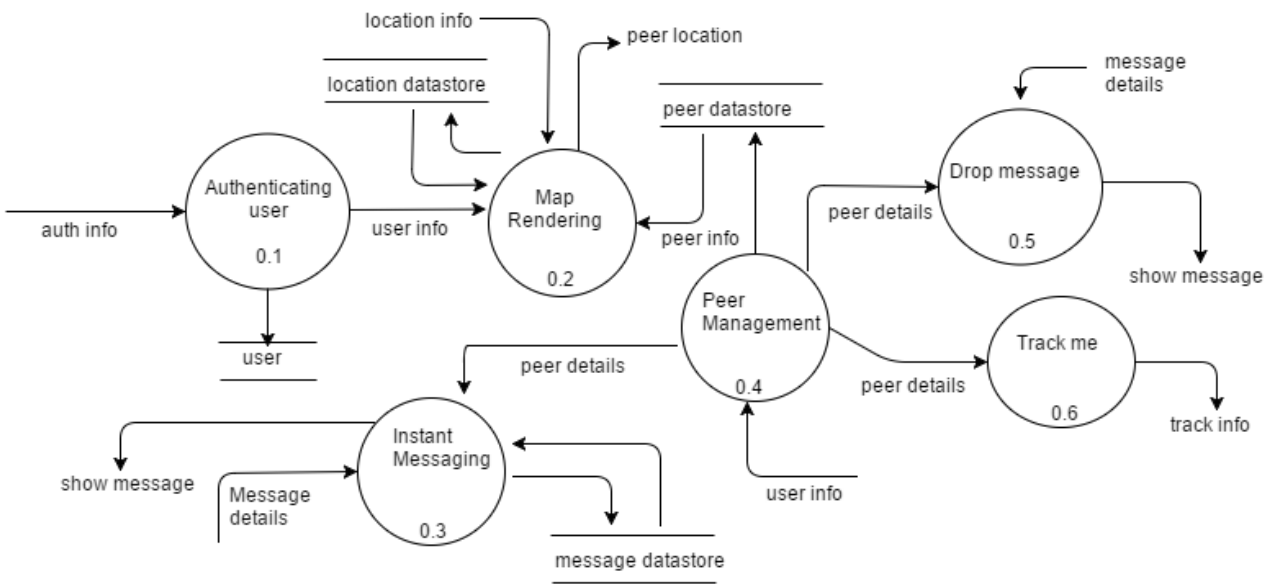 location info
peer location
location datastore
peer datastore
message
details
Authenticating
user
0.1
auth info
user info
Map
Rendering
0.2
peer info
Drop message
0.5
peer details
show message
user
Peer
Management
0.4
Track me
0.6
peer details
track info
peer details
Instant
Messaging
0.3
show message
Message
details
user info
message datastore